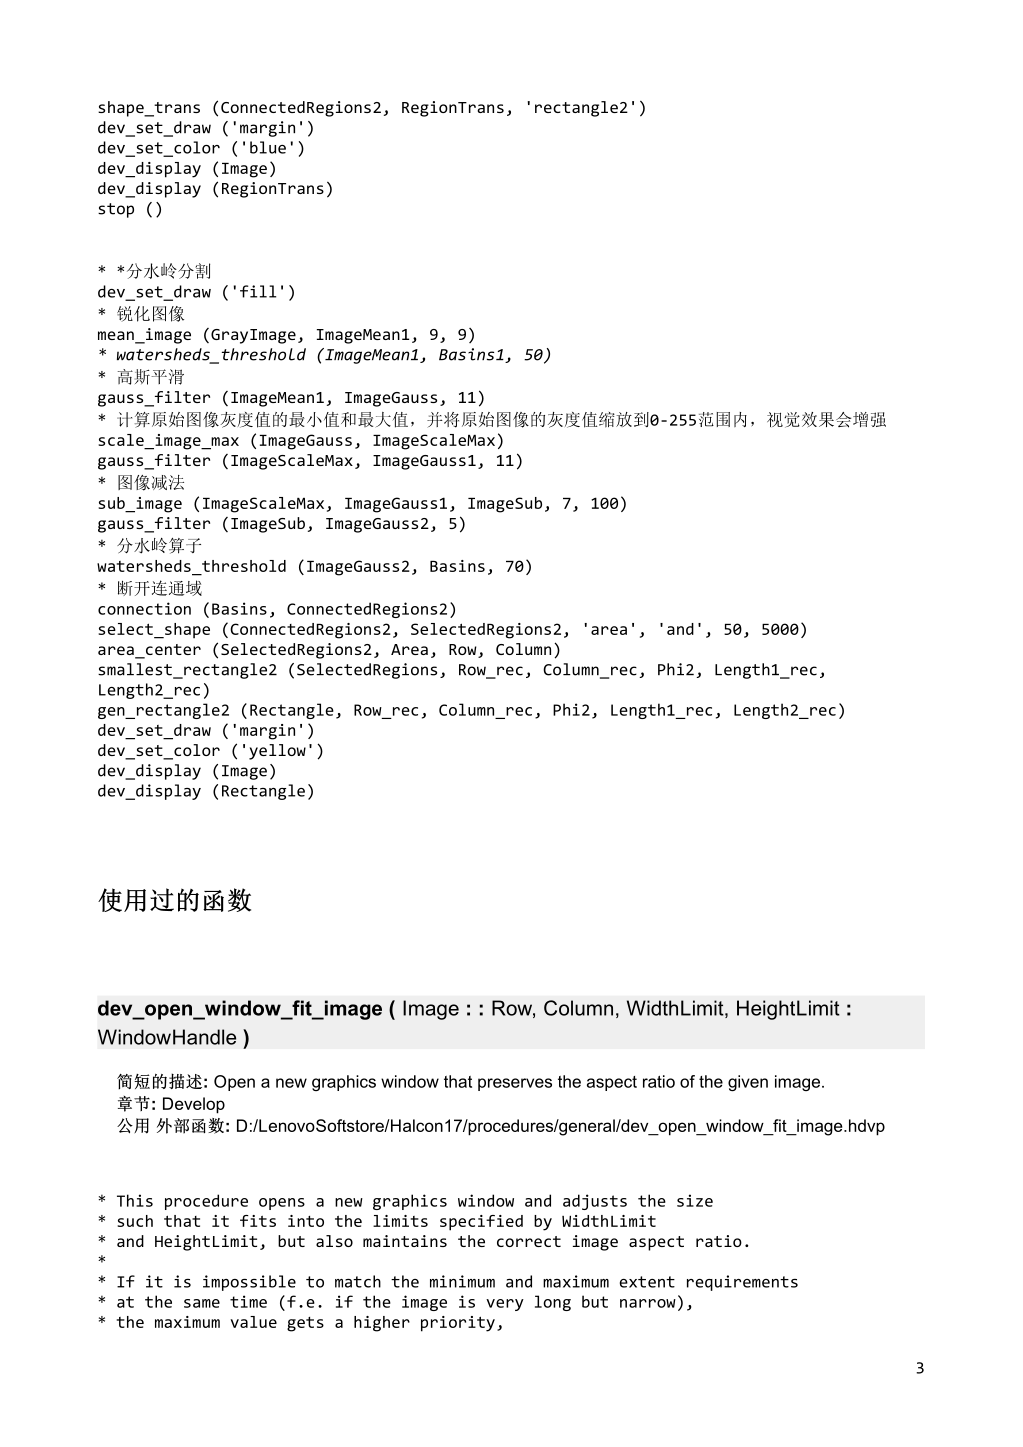 shape_trans (ConnectedRegions2, RegionTrans, 'rectangle2')
dev_set_draw ('margin')
dev_set_color ('blue')
dev_display (Image)
dev_display (RegionTrans)
stop ()
* *分水岭分割
dev_set_draw ('fill')
* 锐化图像
mean_image (GrayImage, ImageMean1, 9, 9)
* watersheds_threshold (ImageMean1, Basins1, 50)
* 高斯平滑
gauss_filter (ImageMean1, ImageGauss, 11)
* 计算原始图像灰度值的最小值和最大值，并将原始图像的灰度值缩放到0-255范围内，视觉效果会增强
scale_image_max (ImageGauss, ImageScaleMax)
gauss_filter (ImageScaleMax, ImageGauss1, 11)
* 图像减法
sub_image (ImageScaleMax, ImageGauss1, ImageSub, 7, 100)
gauss_filter (ImageSub, ImageGauss2, 5)
* 分水岭算子
watersheds_threshold (ImageGauss2, Basins, 70)
* 断开连通域
connection (Basins, ConnectedRegions2)
select_shape (ConnectedRegions2, SelectedRegions2, 'area', 'and', 50, 5000)
area_center (SelectedRegions2, Area, Row, Column)
smallest_rectangle2 (SelectedRegions, Row_rec, Column_rec, Phi2, Length1_rec,
Length2_rec)
gen_rectangle2 (Rectangle, Row_rec, Column_rec, Phi2, Length1_rec, Length2_rec)
dev_set_draw ('margin')
dev_set_color ('yellow')
dev_display (Image)
dev_display (Rectangle)
使用过的函数
dev_open_window_fit_image ( Image : : Row, Column, WidthLimit, HeightLimit :
WindowHandle )
简短的描述: Open a new graphics window that preserves the aspect ratio of the given image.
章节: Develop
公用 外部函数: D:/LenovoSoftstore/Halcon17/procedures/general/dev_open_window_fit_image.hdvp
* This procedure opens a new graphics window and adjusts the size
* such that it fits into the limits specified by WidthLimit
* and HeightLimit, but also maintains the correct image aspect ratio.
*
* If it is impossible to match the minimum and maximum extent requirements
* at the same time (f.e. if the image is very long but narrow),
* the maximum value gets a higher priority,
3